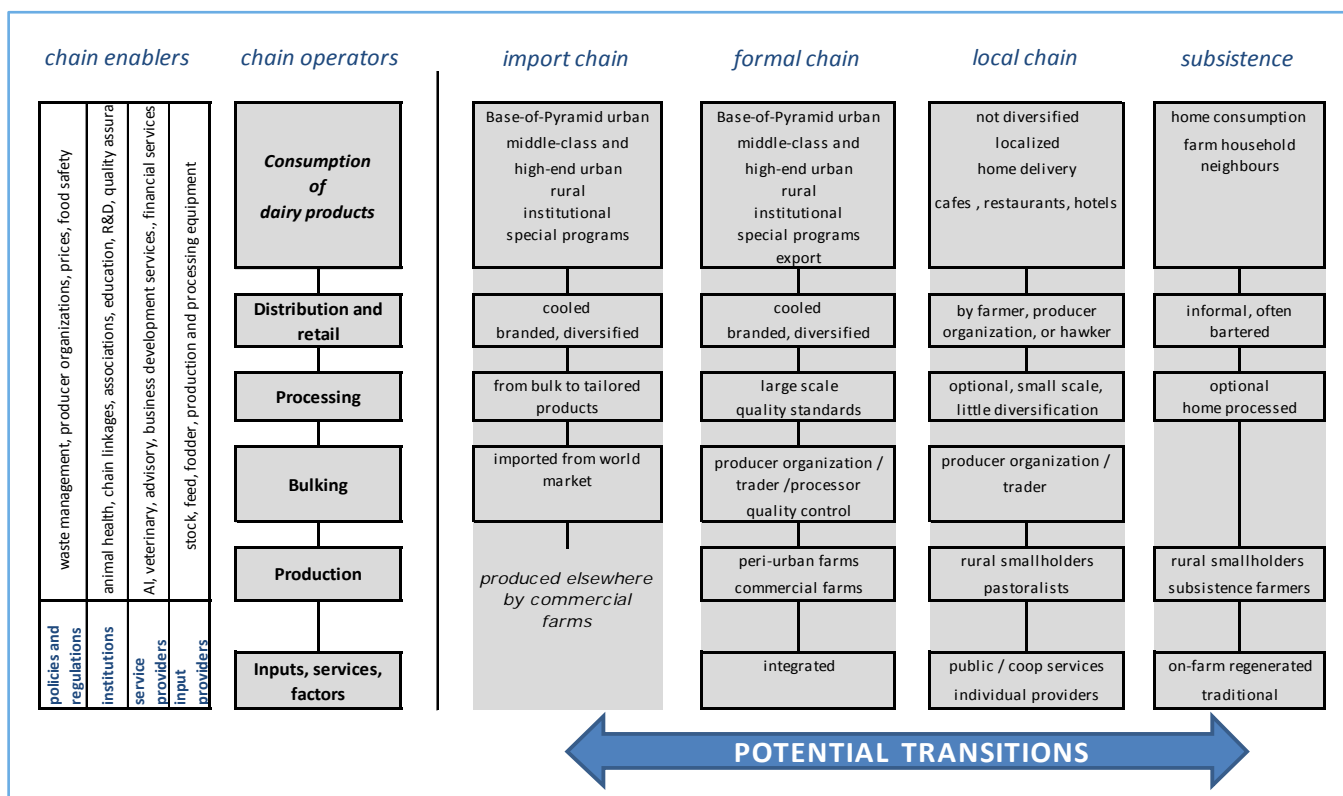 chain enablers
chain operators
import chain
formal chain
local chain
subsistence
waste management, producer organizations, prices, food safety
animal health, chain linkages, associations, education, R&D, quality assura
AI, veterinary, advisory, business development services., financial services
stock, feed, fodder, production and processing equipment
policies and
regulations
institutions
service
providers
input
providers
Consumption
of
dairy products
Base-of-Pyramid urban
middle-class and
high-end urban
rural
institutional
special programs
Base-of-Pyramid urban
middle-class and
high-end urban
rural
institutional
special programs
export
not diversified
localized
home delivery
cafes , restaurants, hotels
home consumption
farm household
neighbours
Distribution and
retail
cooled
branded, diversified
cooled
branded, diversified
by farmer, producer
organization, or hawker
informal, often
bartered
Processing
from bulk to tailored
products
large scale
quality standards
optional, small scale,
little diversification
optional
home processed
Bulking
imported from world
market
producer organization /
trader /processor
quality control
producer organization /
trader
Production
produced elsewhere
by commercial
farms
peri-urban farms
commercial farms
rural smallholders
pastoralists
rural smallholders
subsistence farmers
Inputs, services,
factors
integrated
public / coop services
individual providers
on-farm regenerated
traditional
POTENTIAL TRANSITIONS